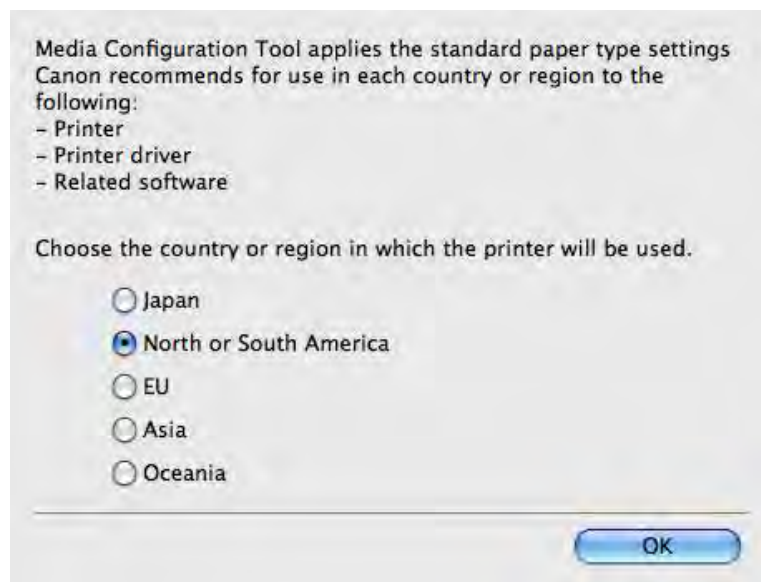 Media Configuration Tool applies the standard paper type settings
Canon recommends for use in each country or region to the
following:
– Printer
– Printer driver
– Related software
Choose the country or region in which the printer will be used.
Japan
North or South America
EU
Asia
Oceania
OK